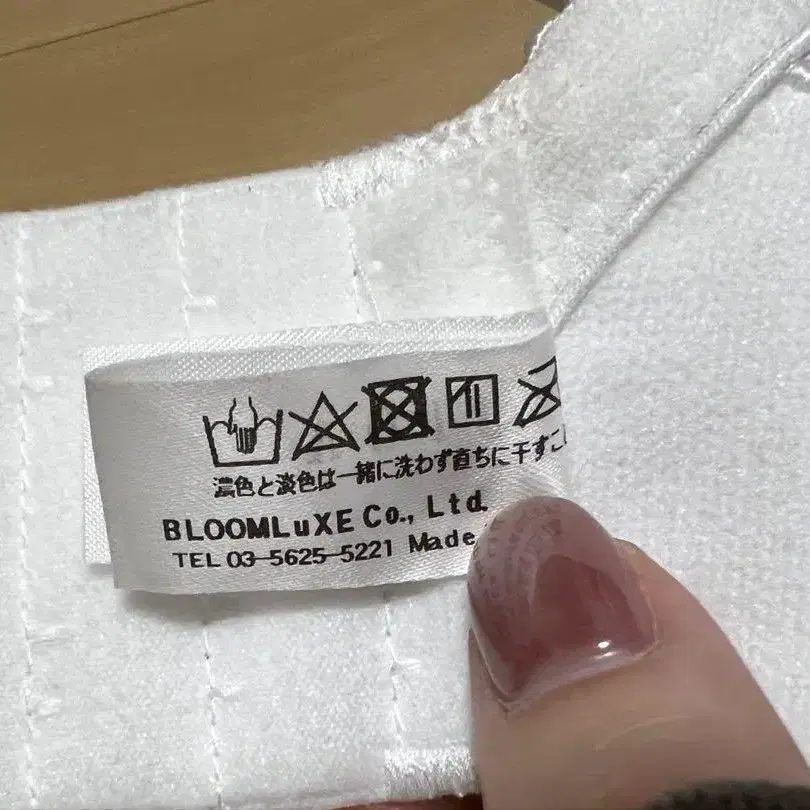 濃色と淡色は一緒に洗わず直ちに干すこ
BLOOMLuXE Co., Ltd.
TEL 03-5625-5221 Made